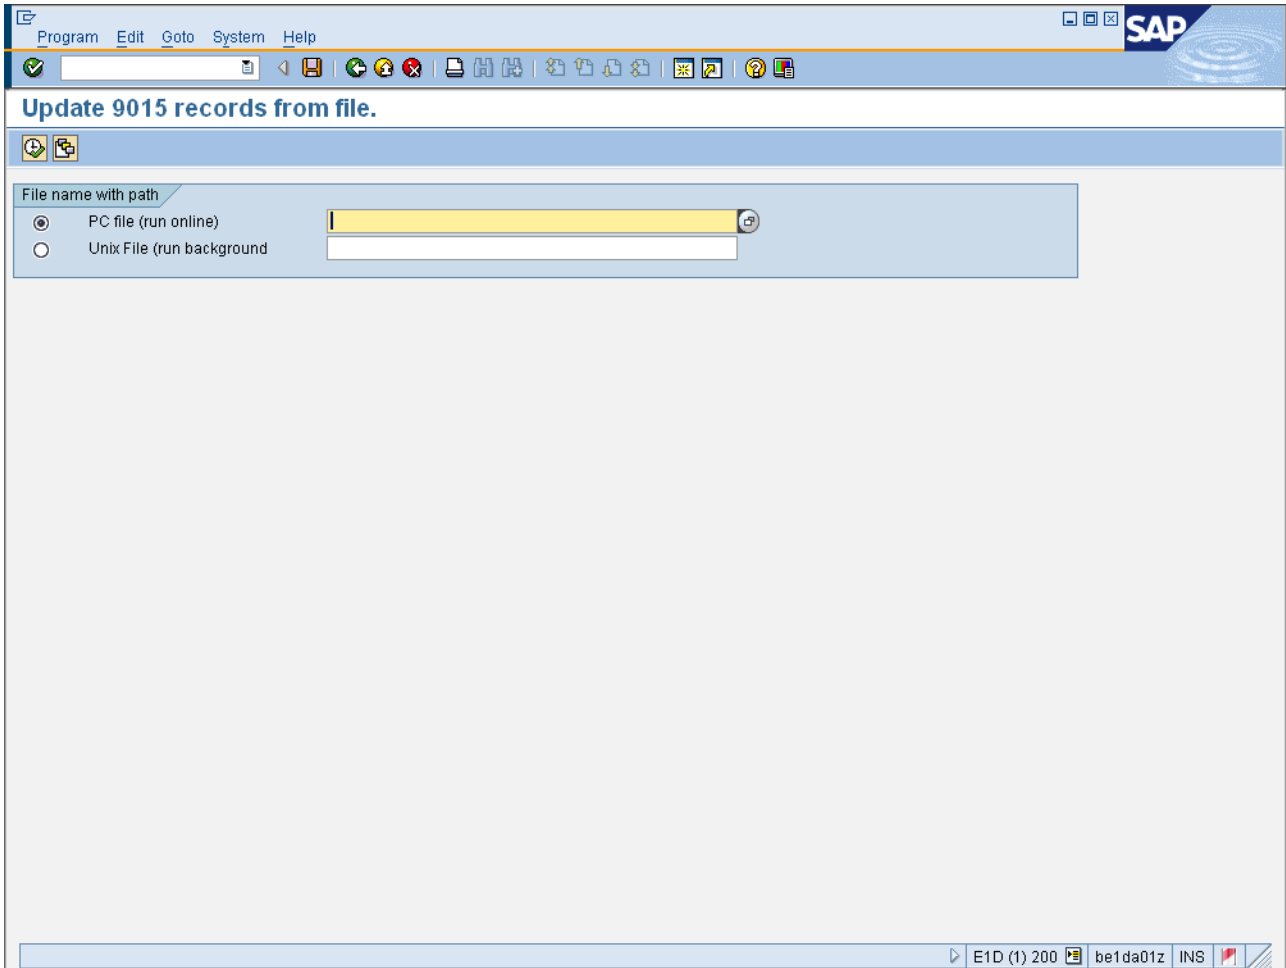 Program Edit Goto System Help
SAP
Update 9015 records from file.
File name with path
PC file (run online)
Unix File (run background
E1D (1) 200 be1da01z INS